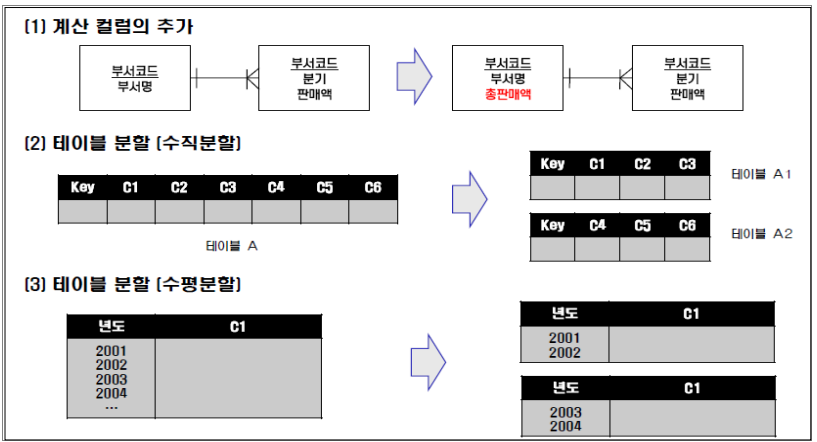 (1) 계산 컬럼의 추가
부서코드
부서명
부서코드
분기
판매액
부서코드
부서명
총판매액
부서코드
분기
판매액
(2) 테이블 분할 (수직분할)
Key C1 C2 C3 C4 C5 C6
테이블 A
Key C1 C2 C3
테이블 A1
Key C4 C5 C6
테이블 A2
(3) 테이블 분할 (수평분할)
년도 C1
2001
2002
2003
2004
...
년도 C1
2001
2002
년도 C1
2003
2004